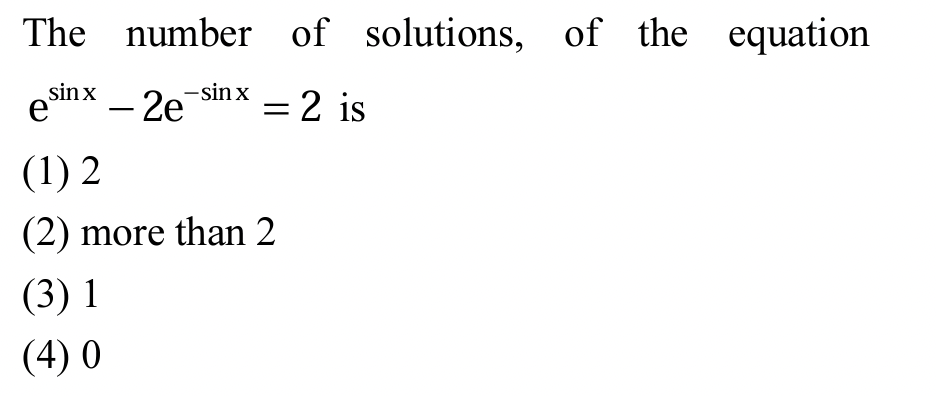 The number of solutions, of the equation
e^{sin x} − 2e^{−sin x} = 2 is
(1) 2
(2) more than 2
(3) 1
(4) 0